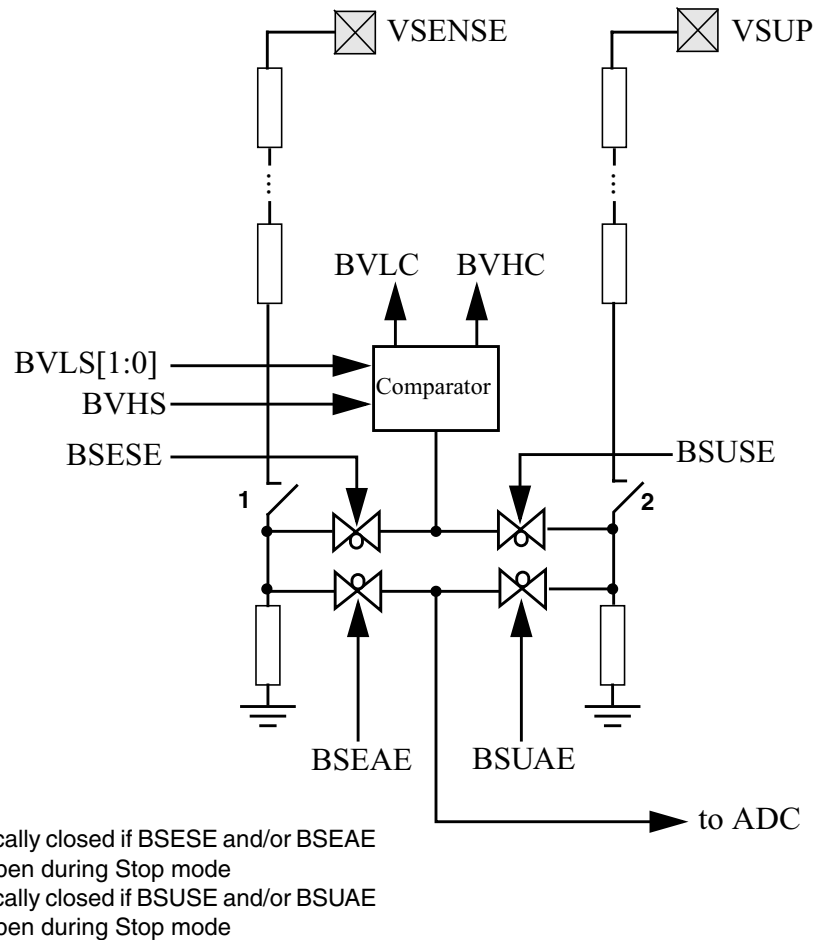 VSENSE
VSUP
BVLC
BVHC
BVLS[1:0]
Comparator
BVHS
BSESE
BSUSE
1
2
BSEAE
BSUAE
to ADC
cally closed if BSESE and/or BSEAE
pen during Stop mode
cally closed if BSUSE and/or BSUAE
pen during Stop mode